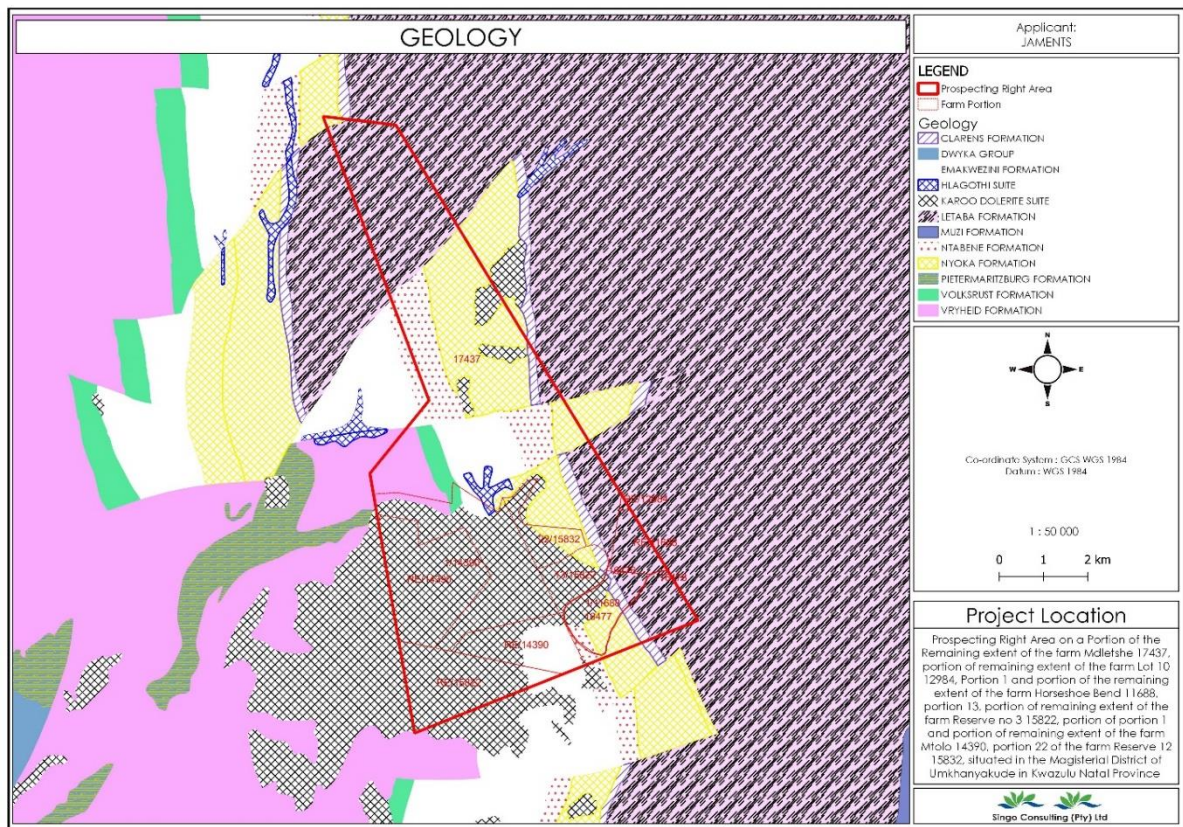 GEOLOGY
Applicant:
JAMENTS
LEGEND
Prospecting Right Area
Farm Portion
Geology
CLARENS FORMATION
DWYKA GROUP
EMAKWEZINI FORMATION
HLAGOTHI SUITE
KAROO DOLERITE SUITE
LETABA FORMATION
MUZI FORMATION
NTABENE FORMATION
NYOKA FORMATION
PIETERMARITZBURG FORMATION
VOLKSRUST FORMATION
VRYHEID FORMATION
N
W
E
S
Co-ordinate System : GCS WGS 1984
Datum : WGS 1984
1 : 50 000
0 1 2 km
Project Location
Prospecting Right Area on a Portion of the
Remaining extent of the farm Mdletshe 17437,
portion of remaining extent of the farm Lot 10
12984, Portion 1 and portion of the remaining
extent of the farm Horseshoe Bend 11688,
portion 13, portion of remaining extent of the
farm Reserve no 3 15822, portion of portion 1
and portion of remaining extent of the farm
Mtolo 14390, portion 22 of the farm Reserve 12
15832, situated in the Magisterial District of
Umkhanyakude in Kwazulu Natal Province
Singo Consulting (Pty) Ltd
17437
22/15832
1/14390
RE/14390
RE/14390